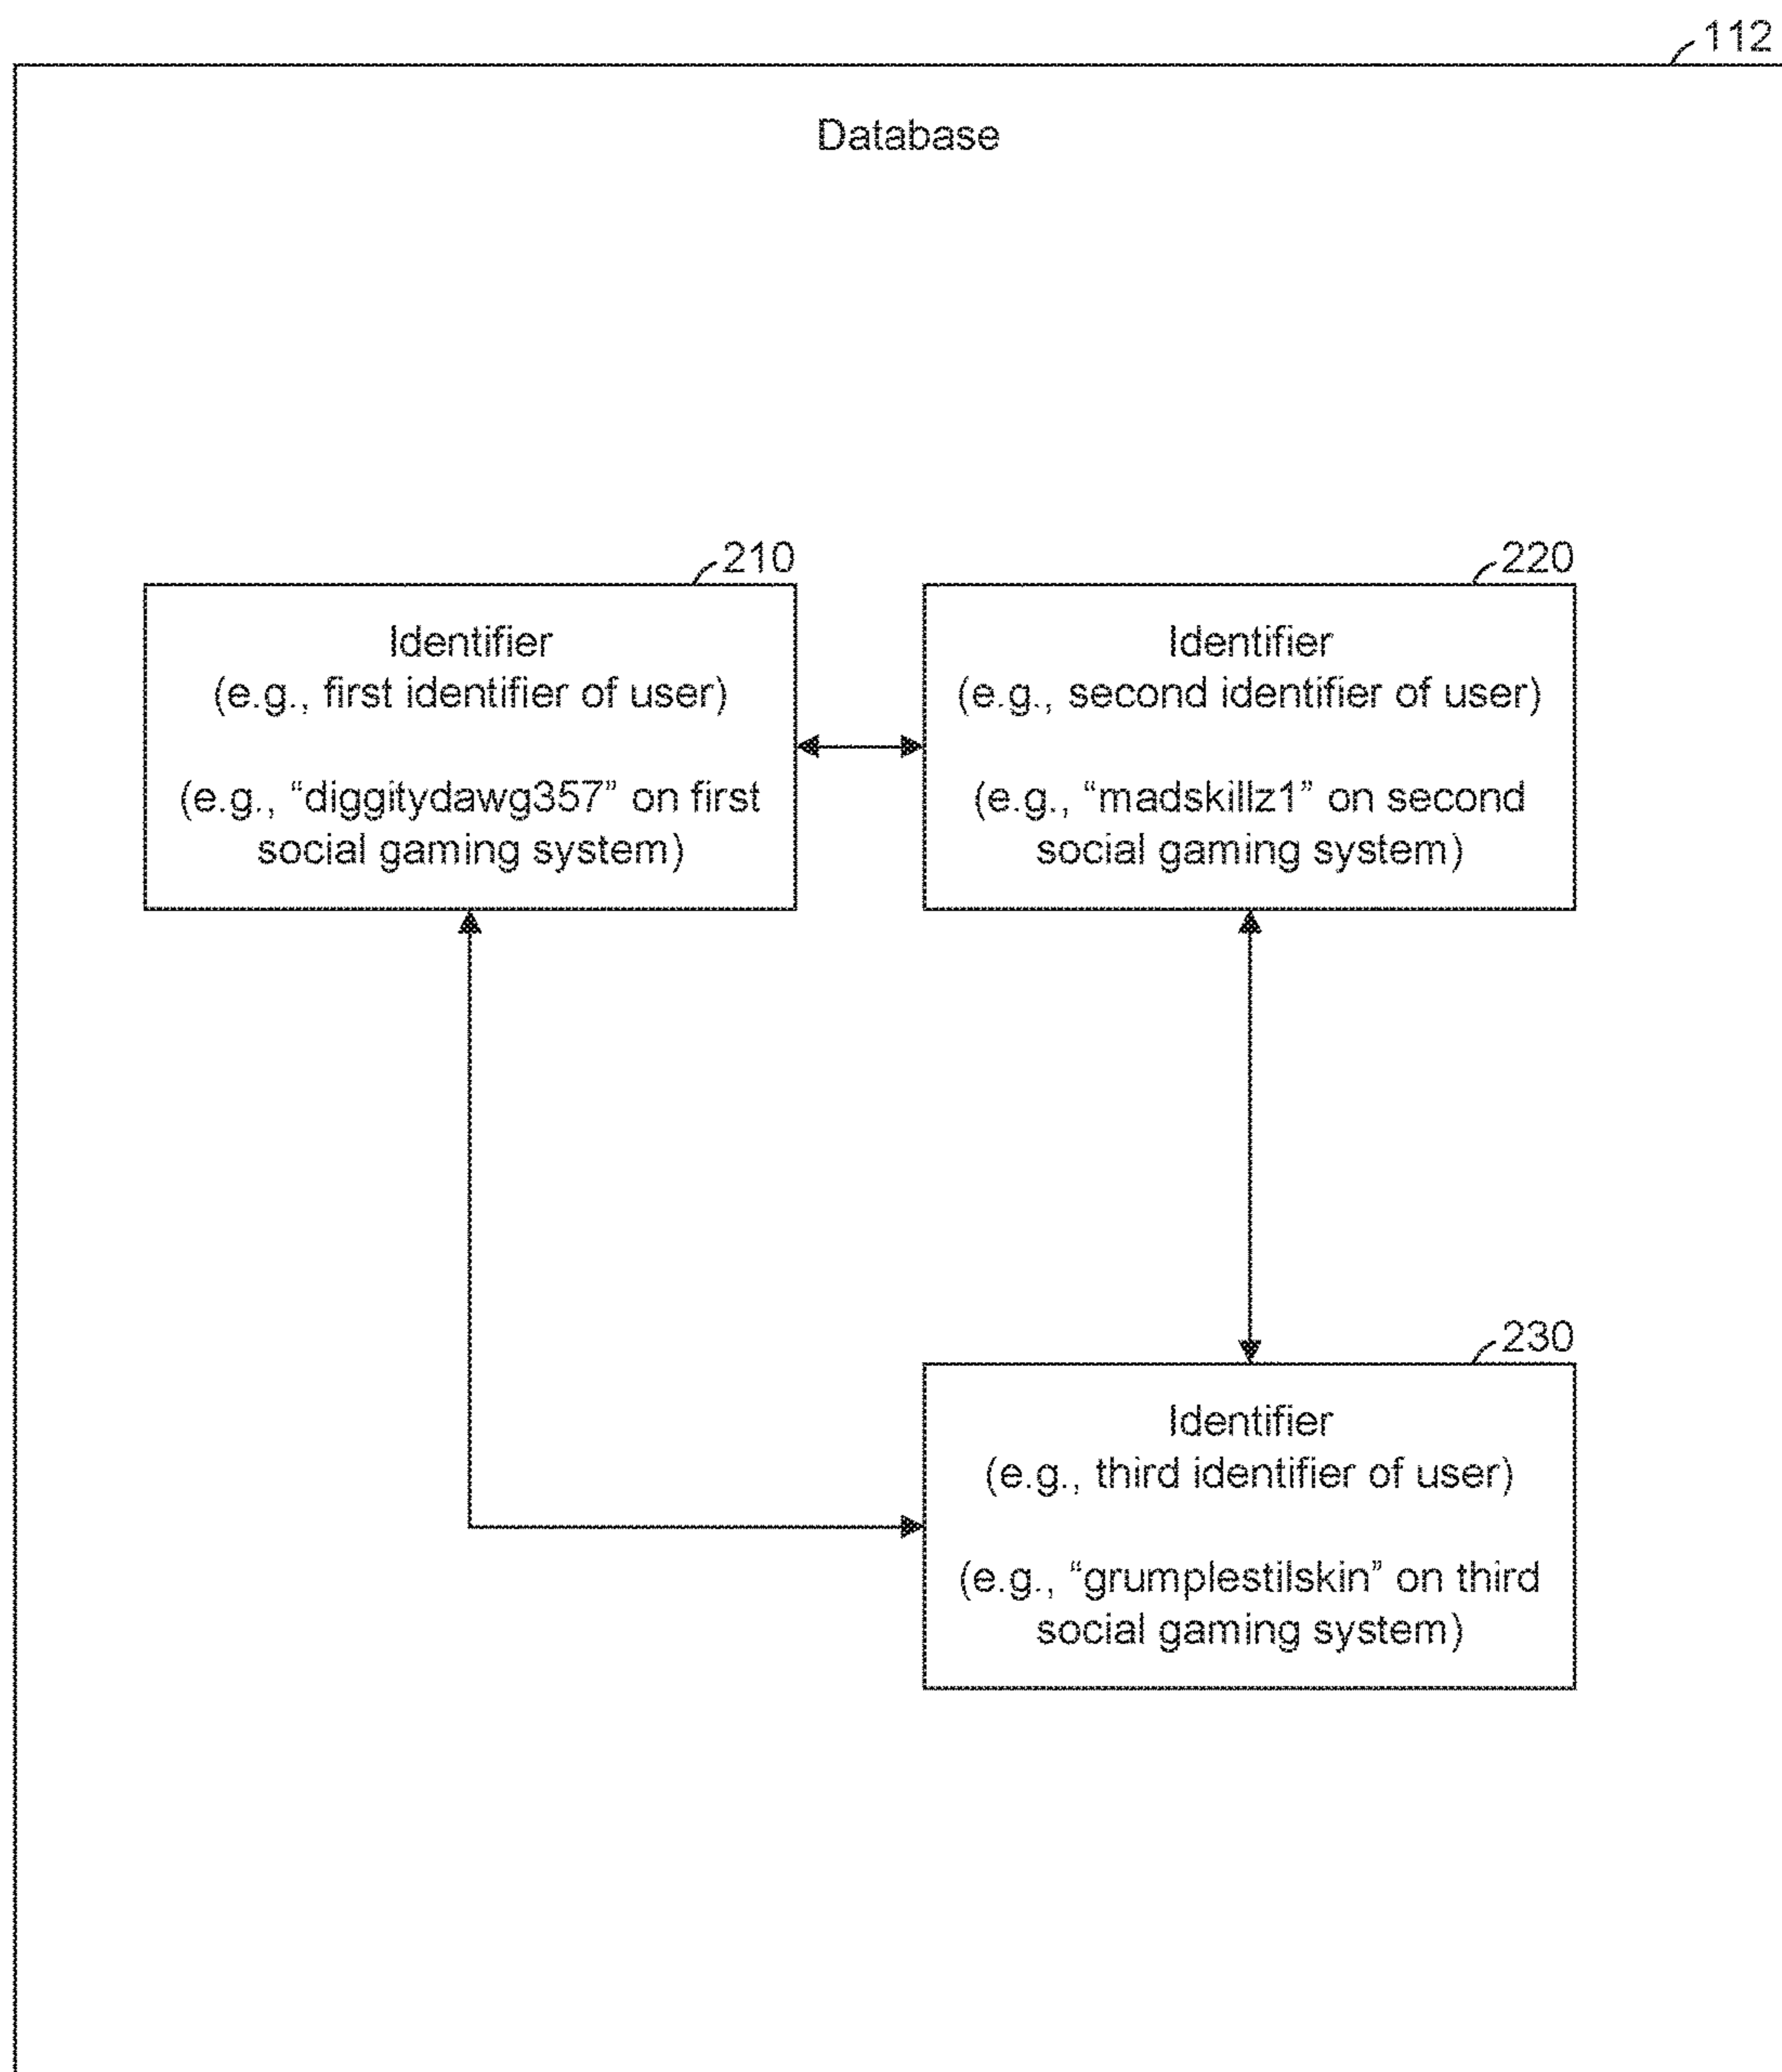 112
Database
210
Identifier
(e.g., first identifier of user)
(e.g., “diggitydawg357” on first
social gaming system)
220
Identifier
(e.g., second identifier of user)
(e.g., “madskillz1” on second
social gaming system)
230
Identifier
(e.g., third identifier of user)
(e.g., “grumplestilskin” on third
social gaming system)